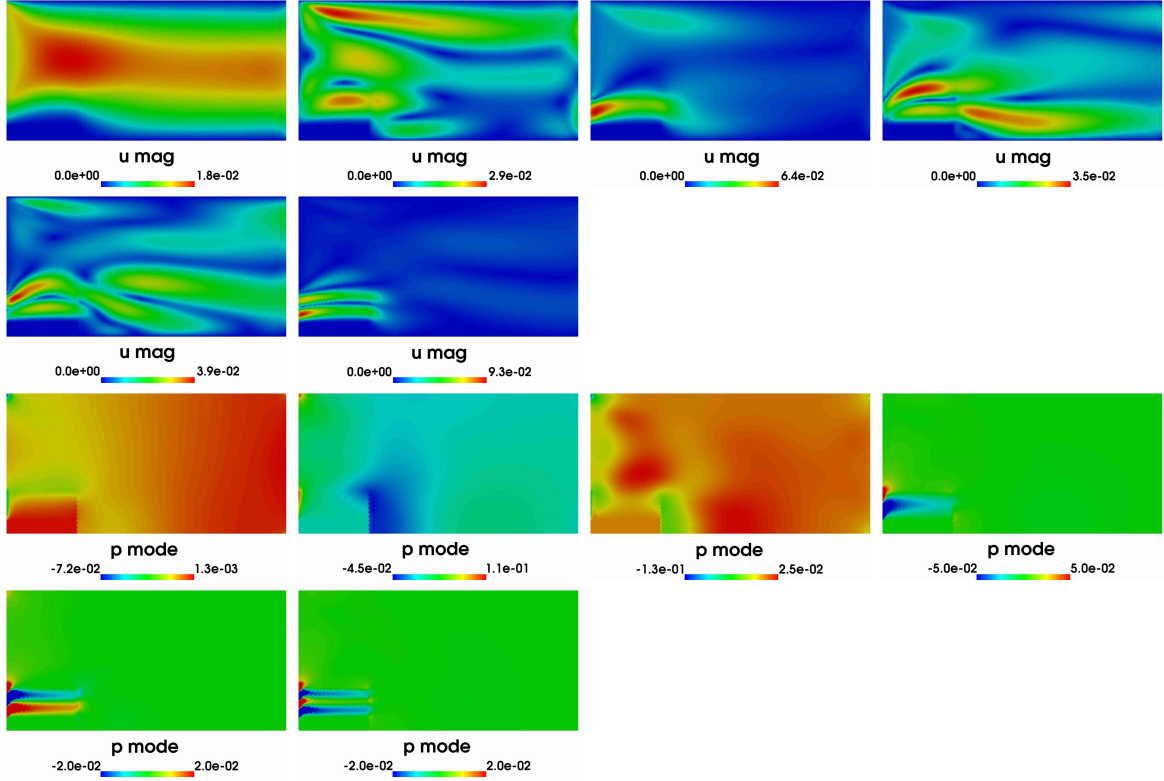 u mag u mag u mag u mag
0.0e+00 1.8e-02 0.0e+00 2.9e-02 0.0e+00 6.4e-02 0.0e+00 3.5e-02
u mag u mag
0.0e+00 3.9e-02 0.0e+00 9.3e-02
p mode p mode p mode p mode
-7.2e-02 1.3e-03 -4.5e-02 1.1e-01 -1.3e-01 2.5e-02 -5.0e-02 5.0e-02
p mode p mode
-2.0e-02 2.0e-02 -2.0e-02 2.0e-02